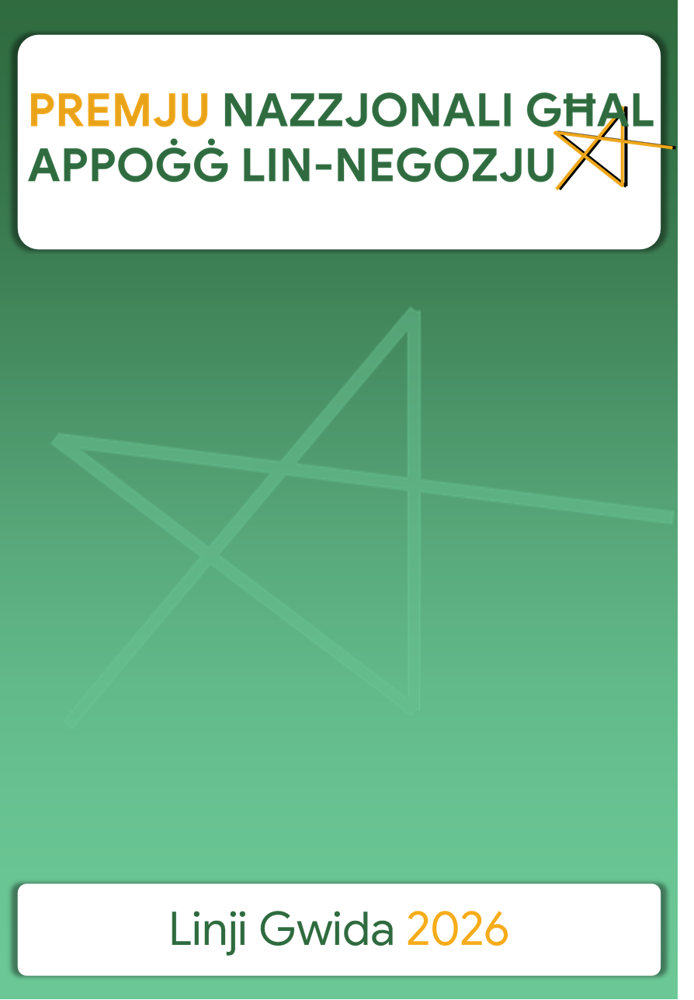 PREMJU NAZZJONALI GĦAL
APPOĠĠ LIN-NEGOZJU
Linji Gwida 2026